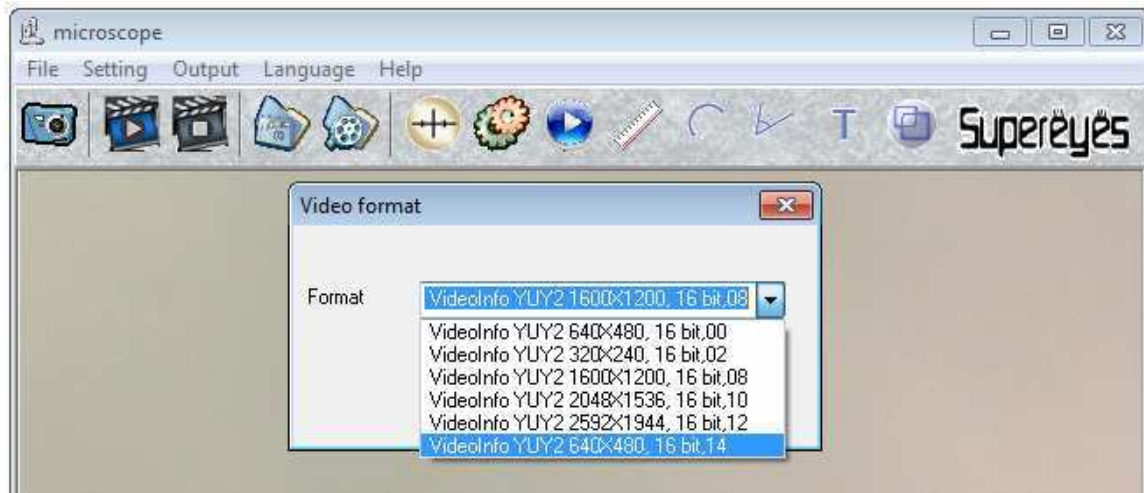 microscope
File Setting Output Language Help
T Supereyës
Video format
Format VideoInfo YUY2 1600X1200, 16 bit,08
VideoInfo YUY2 640X480, 16 bit,00
VideoInfo YUY2 320X240, 16 bit,02
VideoInfo YUY2 1600X1200, 16 bit,08
VideoInfo YUY2 2048X1536, 16 bit,10
VideoInfo YUY2 2592X1944, 16 bit,12
VideoInfo YUY2 640X480, 16 bit,14